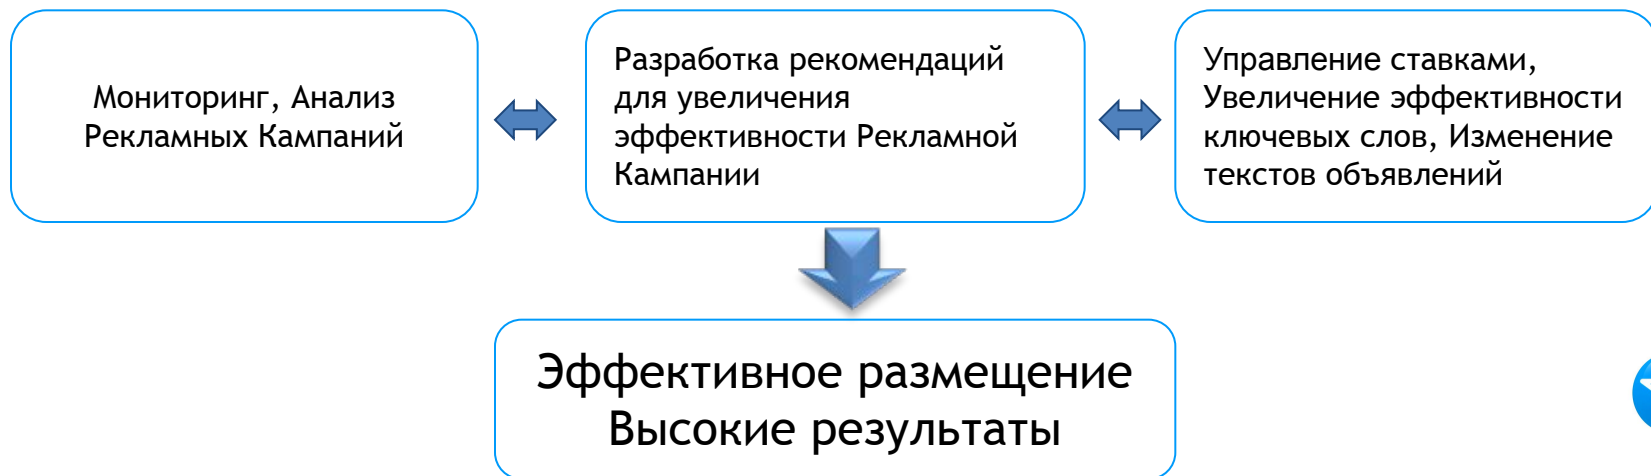 Мониторинг, Анализ
Рекламных Кампаний
Разработка рекомендаций
для увеличения
эффективности Рекламной
Кампании
Управление ставками,
Увеличение эффективности
ключевых слов, Изменение
текстов объявлений
Эффективное размещение
Высокие результаты